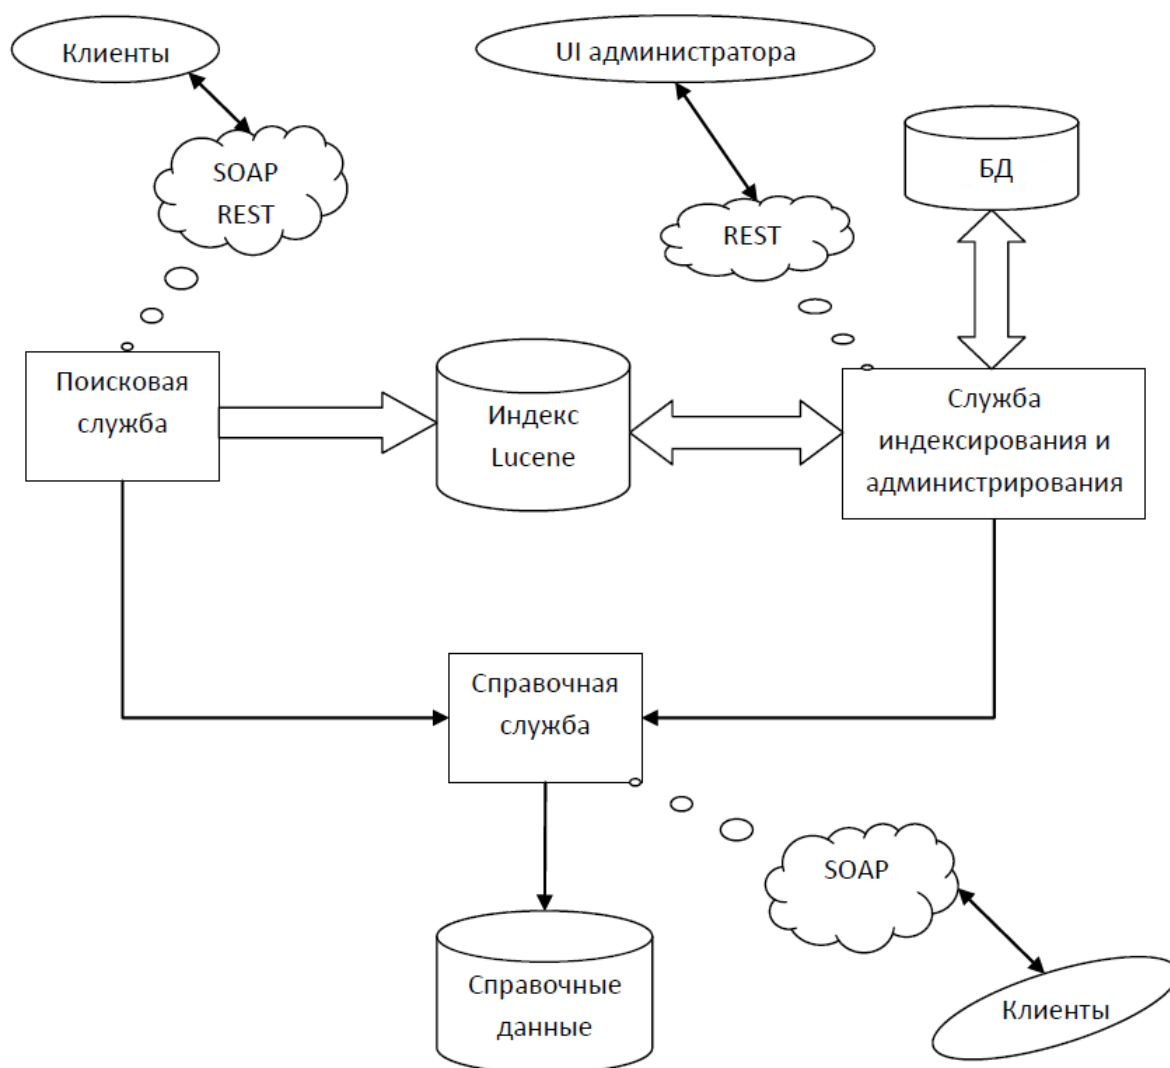 Клиенты
UI администратора
SOAP
REST
REST
БД
Поисковая
служба
Индекс
Lucene
Служба
индексирования и
администрирования
Справочная
служба
SOAP
Справочные
данные
Клиенты